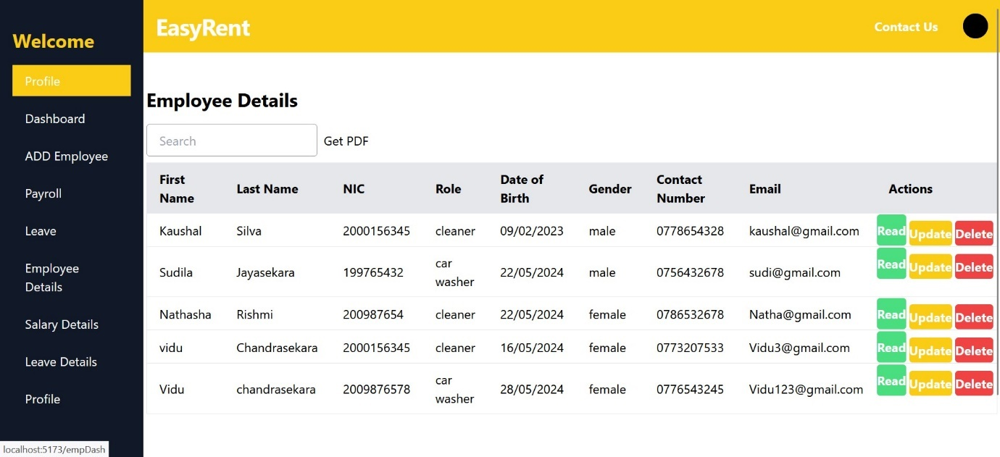 Welcome
Profile
Dashboard
ADD Employee
Payroll
Leave
Employee
Details
Salary Details
Leave Details
Profile
localhost:5173/empDash
EasyRent
Contact Us
Employee Details
Search
Get PDF
First Name Last Name NIC Role Date of Birth Gender Contact Number Email Actions
Kaushal Silva 2000156345 cleaner 09/02/2023 male 0778654328 kaushal@gmail.com Read Update Delete
Sudila Jayasekara 199765432 car washer 22/05/2024 male 0756432678 sudi@gmail.com Read Update Delete
Nathasha Rishmi 200987654 cleaner 22/05/2024 female 0786532678 Natha@gmail.com Read Update Delete
vidu Chandrasekara 2000156345 cleaner 16/05/2024 female 0773207533 Vidu3@gmail.com Read Update Delete
Vidu chandrasekara 2009876578 car washer 28/05/2024 female 0776543245 Vidu123@gmail.com Read Update Delete